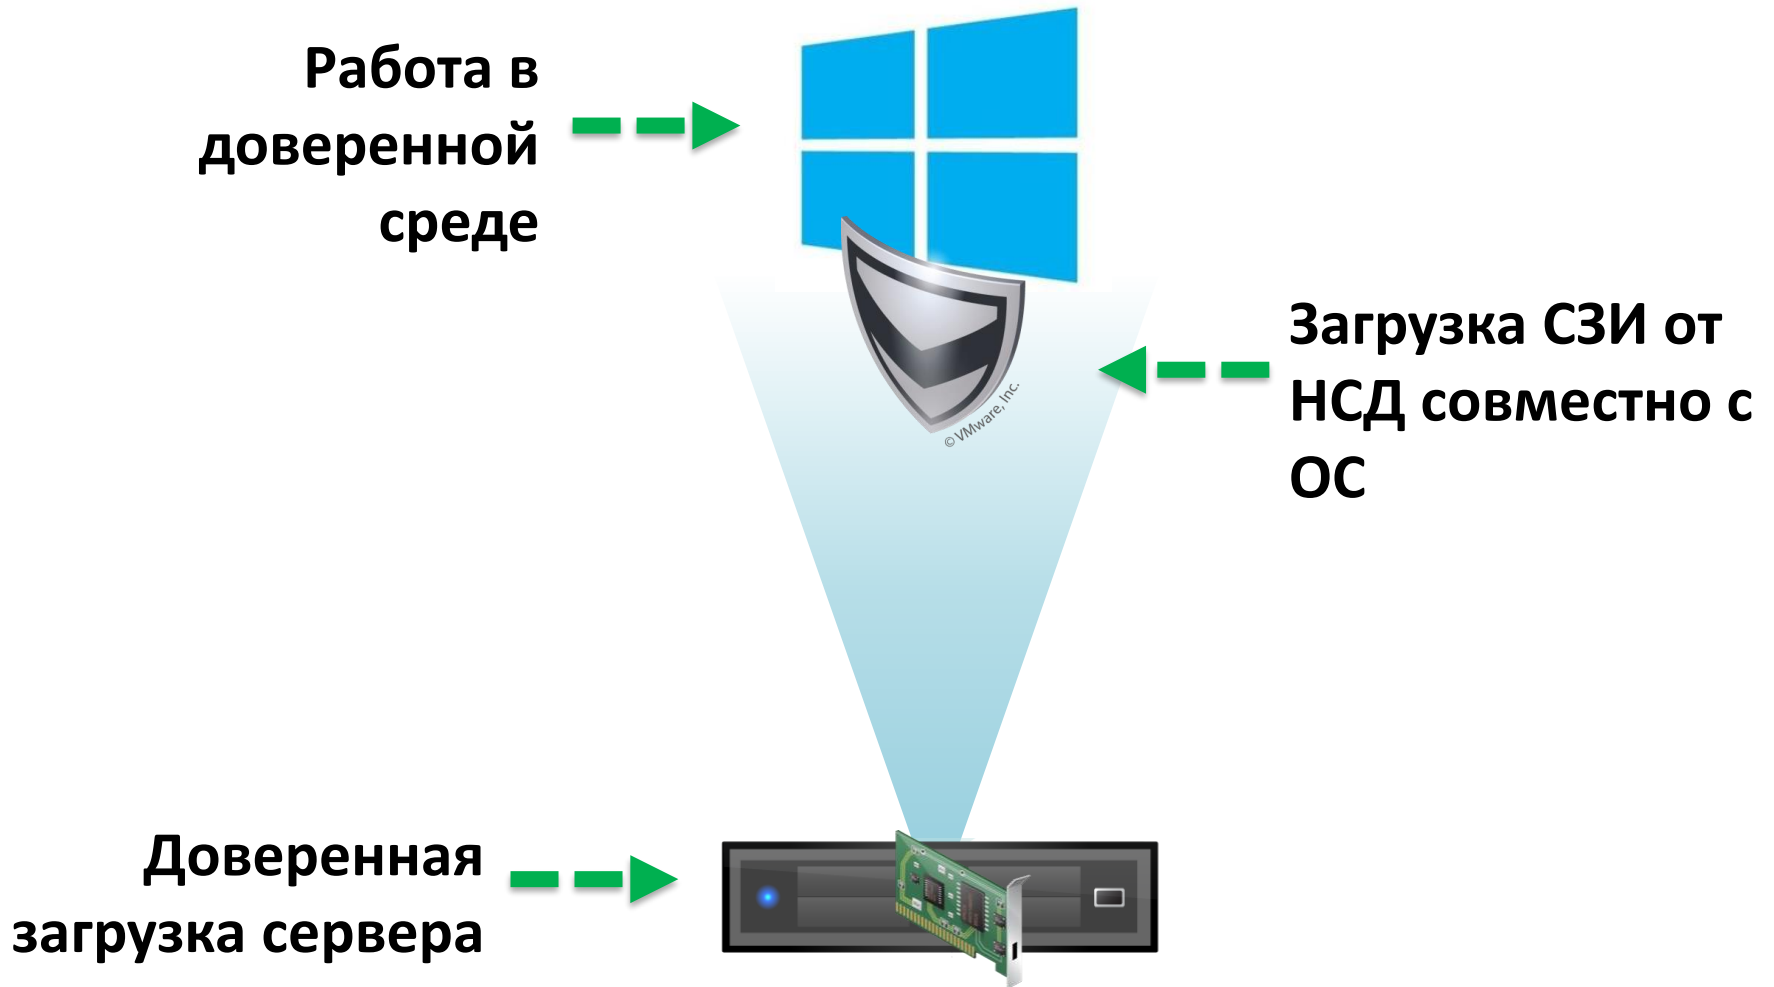 Работа в
доверенной
среде
Загрузка СЗИ от
НСД совместно с
ОС
© VMware, Inc.
Доверенная
загрузка сервера